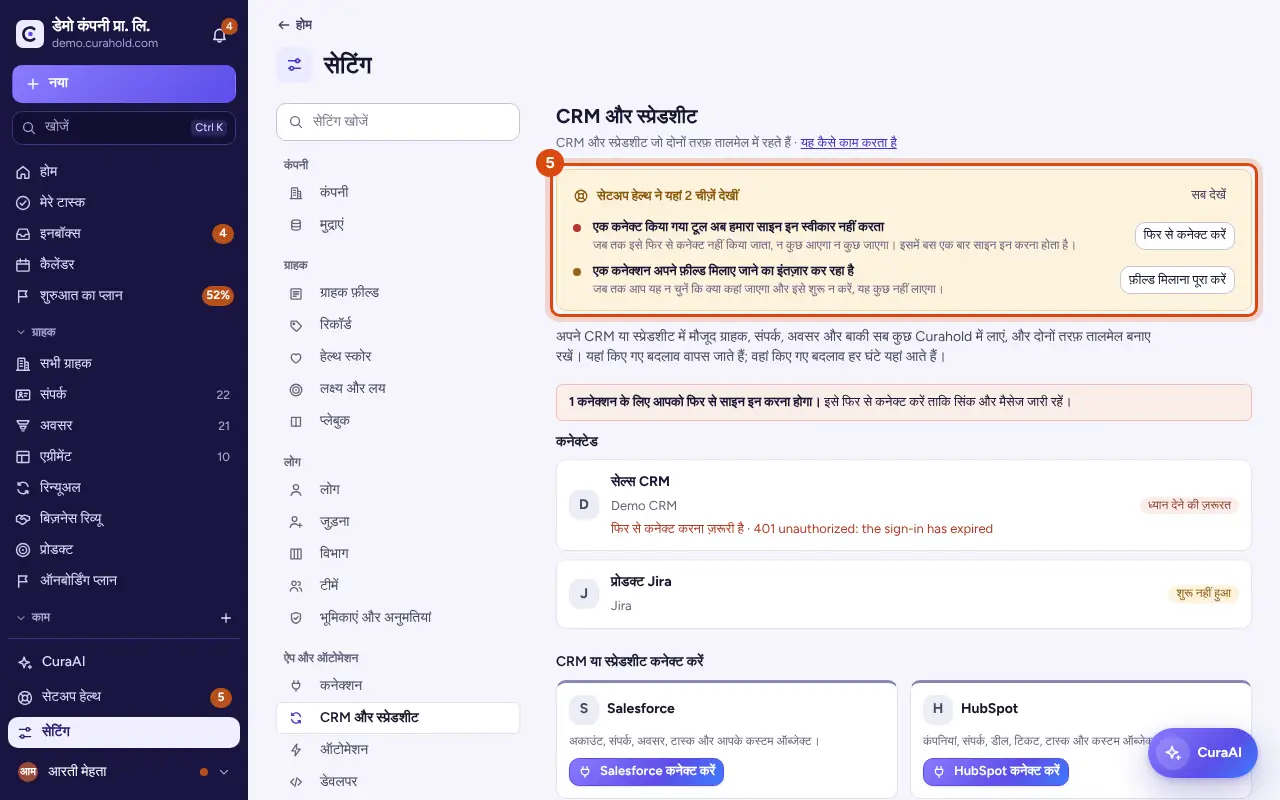 डेमो कंपनी प्रा. लि.
demo.curahold.com
4
नया
खोजें
Ctrl K
होम
मेरे टास्क
इनबॉक्स
4
कैलेंडर
शुरुआत का प्लान
52%
ग्राहक
सभी ग्राहक
संपर्क
22
अवसर
21
एग्रीमेंट
10
रिन्यूअल
बिज़नेस रिव्यू
प्रोडक्ट
ऑनबोर्डिंग प्लान
काम
CuraAI
सेटअप हेल्थ
5
सेटिंग
आम
आरती मेहता
होम
सेटिंग
सेटिंग खोजें
कंपनी
कंपनी
मुद्राएं
ग्राहक
ग्राहक फ़ील्ड
रिकॉर्ड
हेल्थ स्कोर
लक्ष्य और लय
प्लेबुक
लोग
लोग
जुड़ना
विभाग
टीमें
भूमिकाएं और अनुमतियां
ऐप और ऑटोमेशन
कनेक्शन
CRM और स्प्रेडशीट
ऑटोमेशन
डेवलपर
CRM और स्प्रेडशीट
CRM और स्प्रेडशीट जो दोनों तरफ़ तालमेल में रहते हैं · यह कैसे काम करता है
5
सेटअप हेल्थ ने यहां 2 चीज़ें देखीं
सब देखें
एक कनेक्ट किया गया टूल अब हमारा साइन इन स्वीकार नहीं करता
जब तक इसे फिर से कनेक्ट नहीं किया जाता, न कुछ आएगा न कुछ जाएगा। इसमें बस एक बार साइन इन करना होता है।
फिर से कनेक्ट करें
एक कनेक्शन अपने फ़ील्ड मिलाए जाने का इंतज़ार कर रहा है
जब तक आप यह न चुनें कि क्या कहां जाएगा और इसे शुरू न करें, यह कुछ नहीं लाएगा।
फ़ील्ड मिलाना पूरा करें
अपने CRM या स्प्रेडशीट में मौजूद ग्राहक, संपर्क, अवसर और बाकी सब कुछ Curahold में लाएं, और दोनों तरफ़ तालमेल बनाए
रखें। यहां किए गए बदलाव वापस जाते हैं; वहां किए गए बदलाव हर घंटे यहां आते हैं।
1 कनेक्शन के लिए आपको फिर से साइन इन करना होगा। इसे फिर से कनेक्ट करें ताकि सिंक और मैसेज जारी रहें।
कनेक्टेड
D
सेल्स CRM
Demo CRM
फिर से कनेक्ट करना ज़रूरी है · 401 unauthorized: the sign-in has expired
ध्यान देने की ज़रूरत
J
प्रोडक्ट Jira
Jira
शुरू नहीं हुआ
CRM या स्प्रेडशीट कनेक्ट करें
S
Salesforce
अकाउंट, संपर्क, अवसर, टास्क और आपके कस्टम ऑब्जेक्ट।
Salesforce कनेक्ट करें
H
HubSpot
कंपनियां, संपर्क, डील, टिकट, टास्क और कस्टम
HubSpot कनेक्ट करें
CuraAI